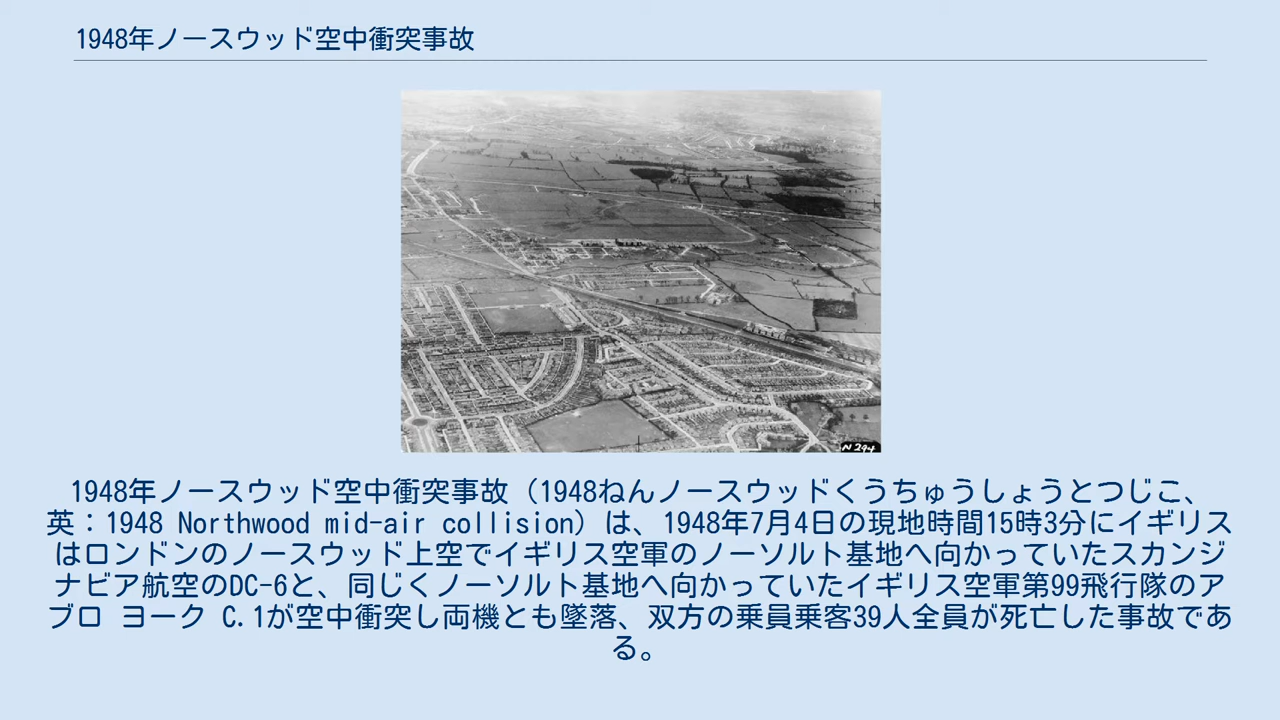 1948年ノースウッド空中衝突事故
N 294
1948年ノースウッド空中衝突事故（1948ねんノースウッドくうちゅうしょうとつじこ、
英：1948 Northwood mid-air collision）は、1948年7月4日の現地時間15時3分にイギリス
はロンドンのノースウッド上空でイギリス空軍のノーソルト基地へ向かっていたスカンジ
ナビア航空のDC-6と、同じくノーソルト基地へ向かっていたイギリス空軍第99飛行隊のア
ブロ ヨーク C.1が空中衝突し両機とも墜落、双方の乗員乗客39人全員が死亡した事故であ
る。